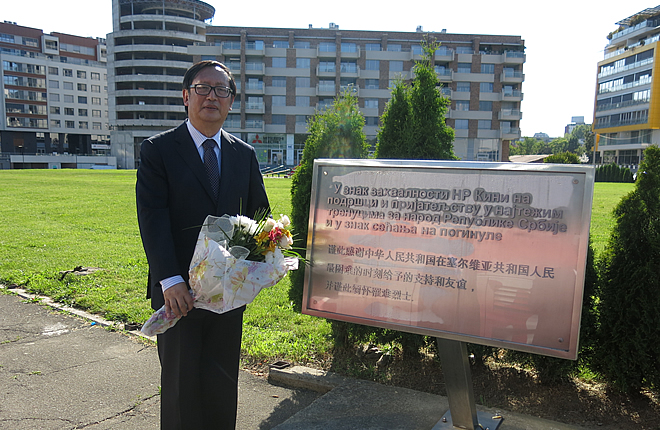 У знак захвалности НР Кини на
подршци и пријатељству у најтежим
тренуцима за народ Републике Србије
и у знак сећања на погинуле
谨此感谢中华人民共和国在塞尔维亚共和国人民
最困难的时刻给予的支持和友谊，
并谨此缅怀罹难烈士